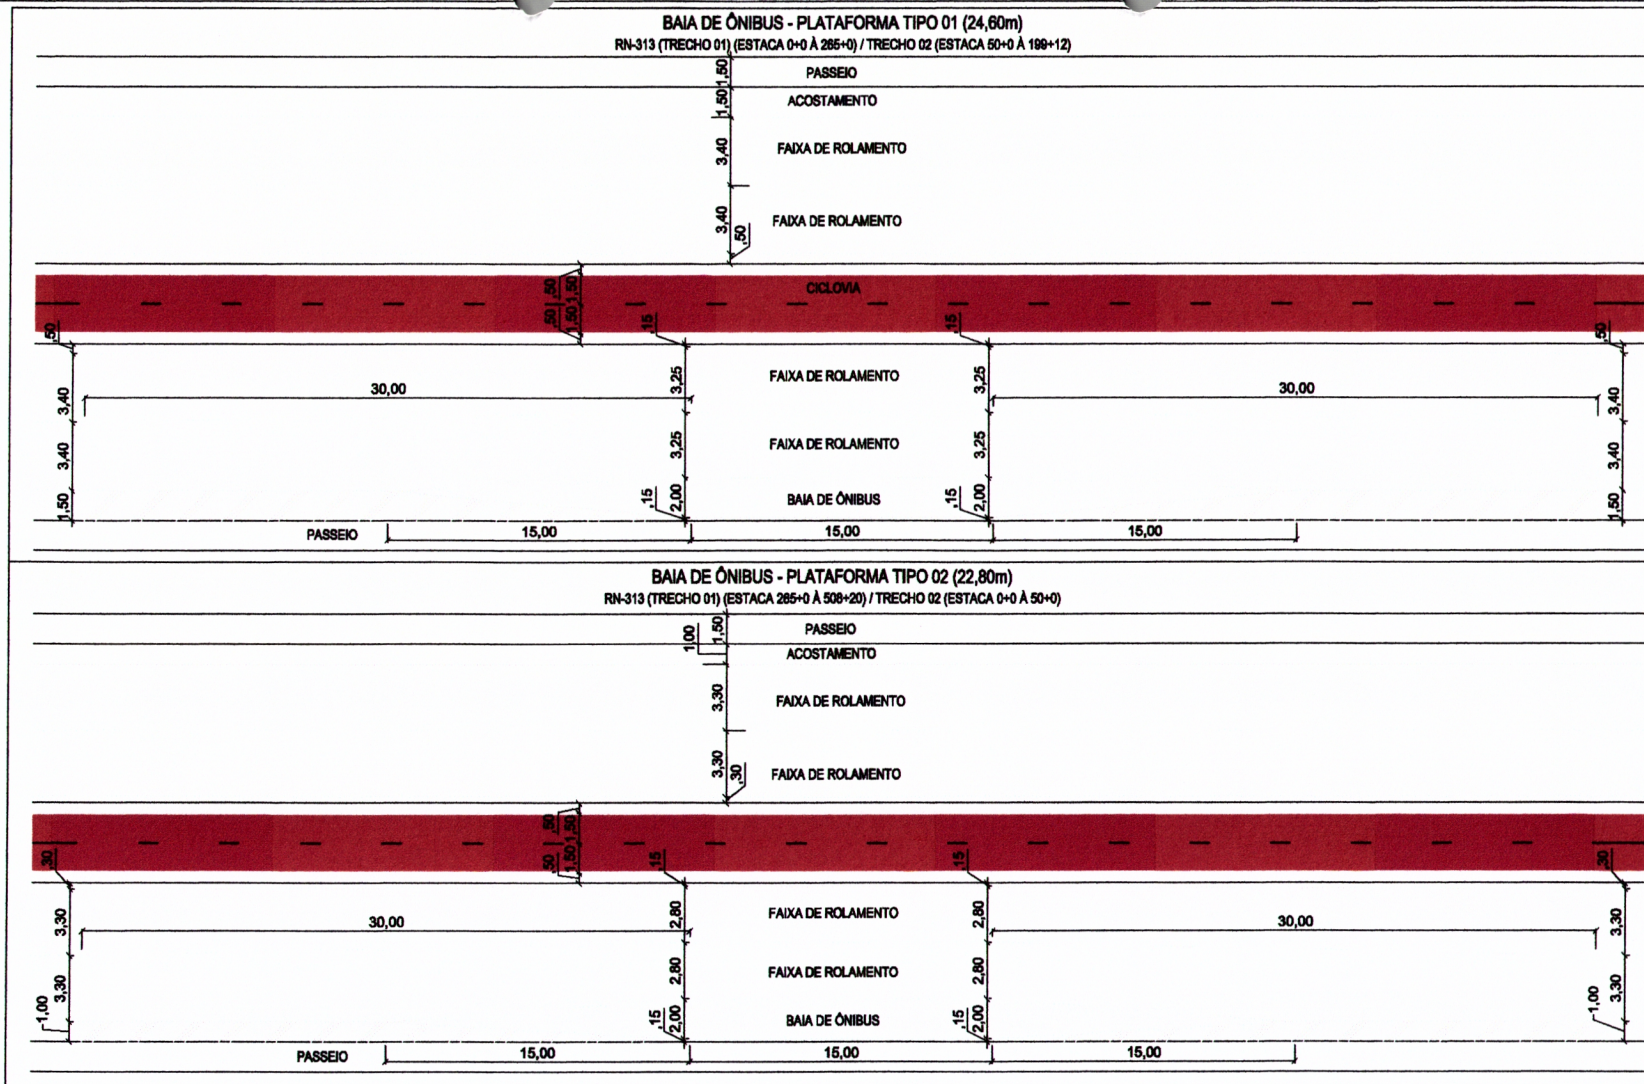 BAIA DE ÔNIBUS - PLATAFORMA TIPO 01 (24,60m)
RN-313 (TRECHO 01) (ESTACA 0+0 À 265+0) / TRECHO 02 (ESTACA 50+0 À 199+12)
1,50 PASSEIO
1,50 ACOSTAMENTO
3,40 FAIXA DE ROLAMENTO
3,40 ,50 FAIXA DE ROLAMENTO
,50 1,50 CICLOVIA
,50 ,50 1,50 ,15 ,15 ,50
3,40 3,25 FAIXA DE ROLAMENTO 3,25 3,40
30,00 30,00
3,40 3,25 FAIXA DE ROLAMENTO 3,25 3,40
1,50 ,15 2,00 BAIA DE ÔNIBUS ,15 2,00 1,50
PASSEIO 15,00 15,00 15,00
BAIA DE ÔNIBUS - PLATAFORMA TIPO 02 (22,80m)
RN-313 (TRECHO 01) (ESTACA 265+0 À 508+20) / TRECHO 02 (ESTACA 0+0 À 50+0)
1,00 1,50 PASSEIO
ACOSTAMENTO
3,30 FAIXA DE ROLAMENTO
3,30 ,30 FAIXA DE ROLAMENTO
,50 1,50
,30 ,50 1,50 ,15 ,15 ,30
3,30 2,80 FAIXA DE ROLAMENTO 2,80 3,30
30,00 30,00
3,30 2,80 FAIXA DE ROLAMENTO 2,80 3,30
1,00 ,15 2,00 BAIA DE ÔNIBUS ,15 2,00 1,00
PASSEIO 15,00 15,00 15,00